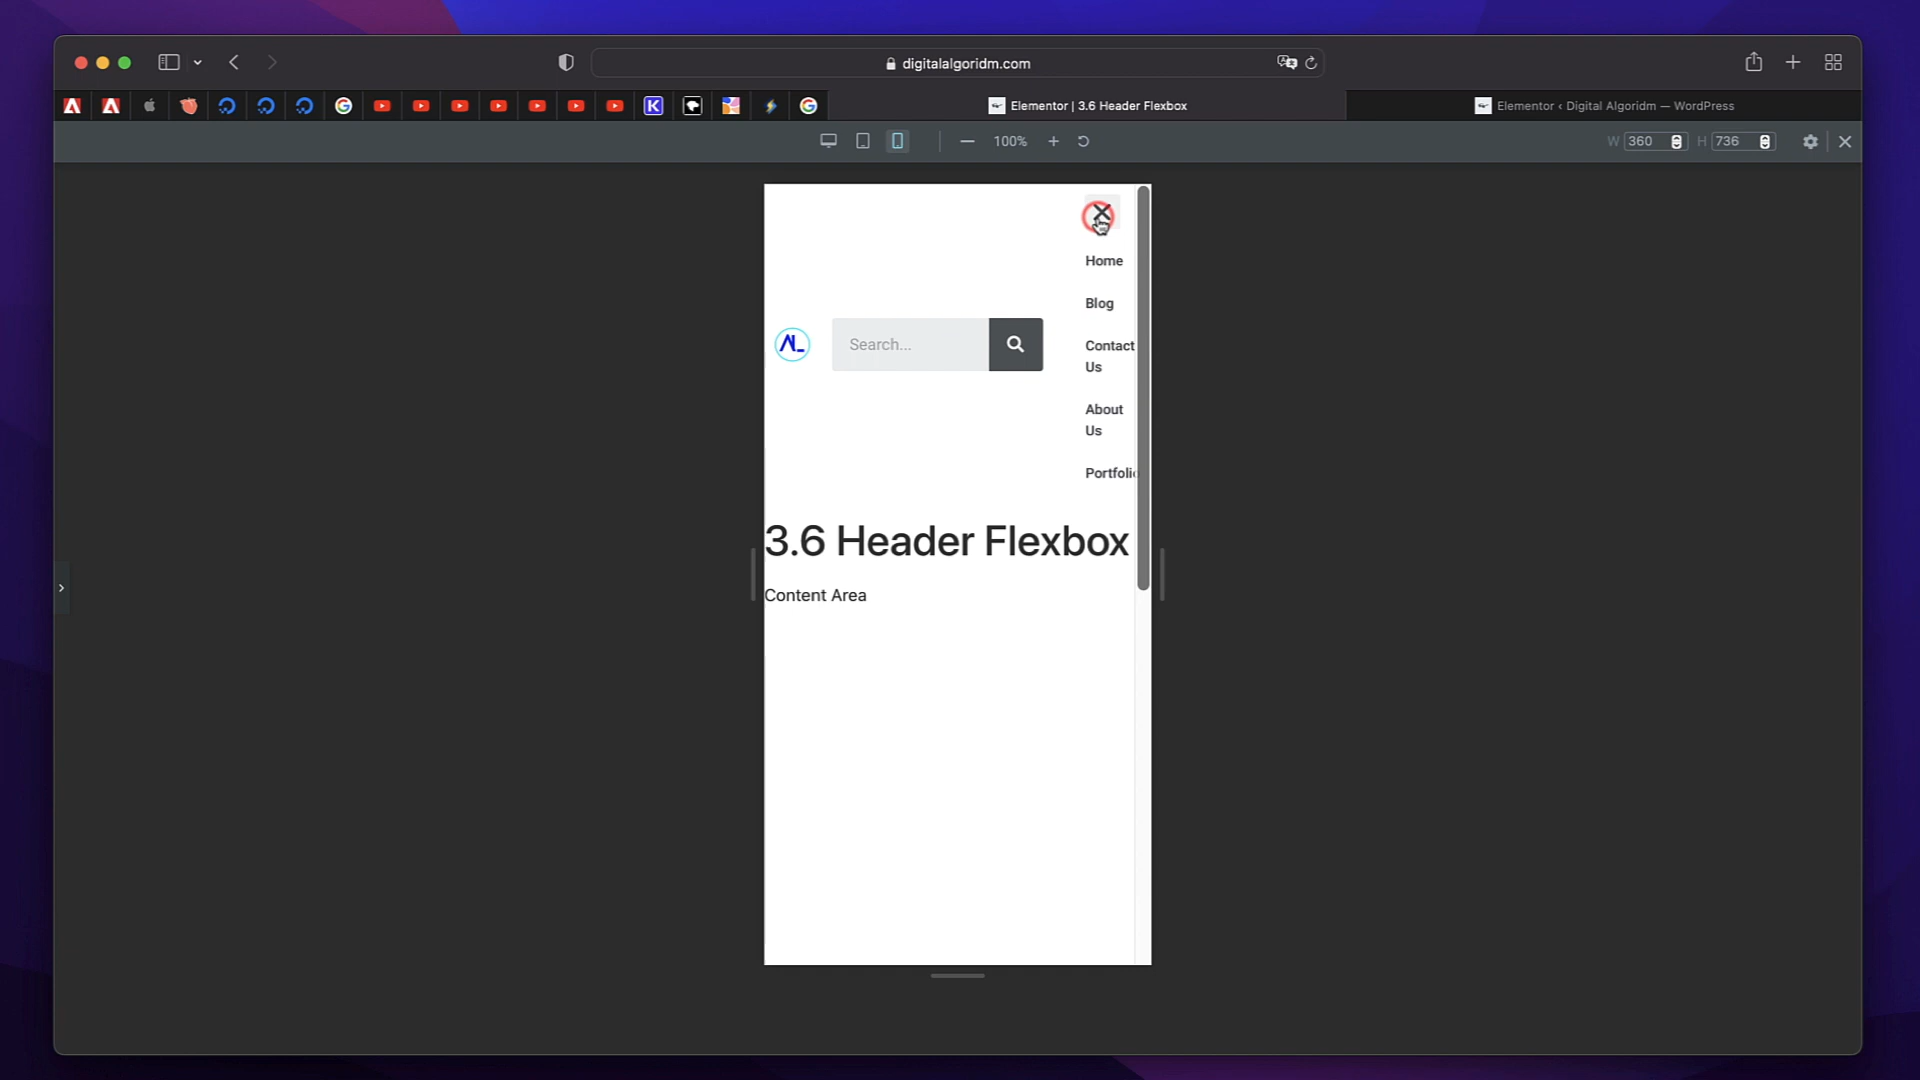 digitalalgoridm.com
Elementor | 3.6 Header Flexbox
Elementor ‹ Digital Algoridm — WordPress
100%
W 360
H 736
Home
Blog
Search...
Contact
Us
About
Us
Portfolio
3.6 Header Flexbox
Content Area